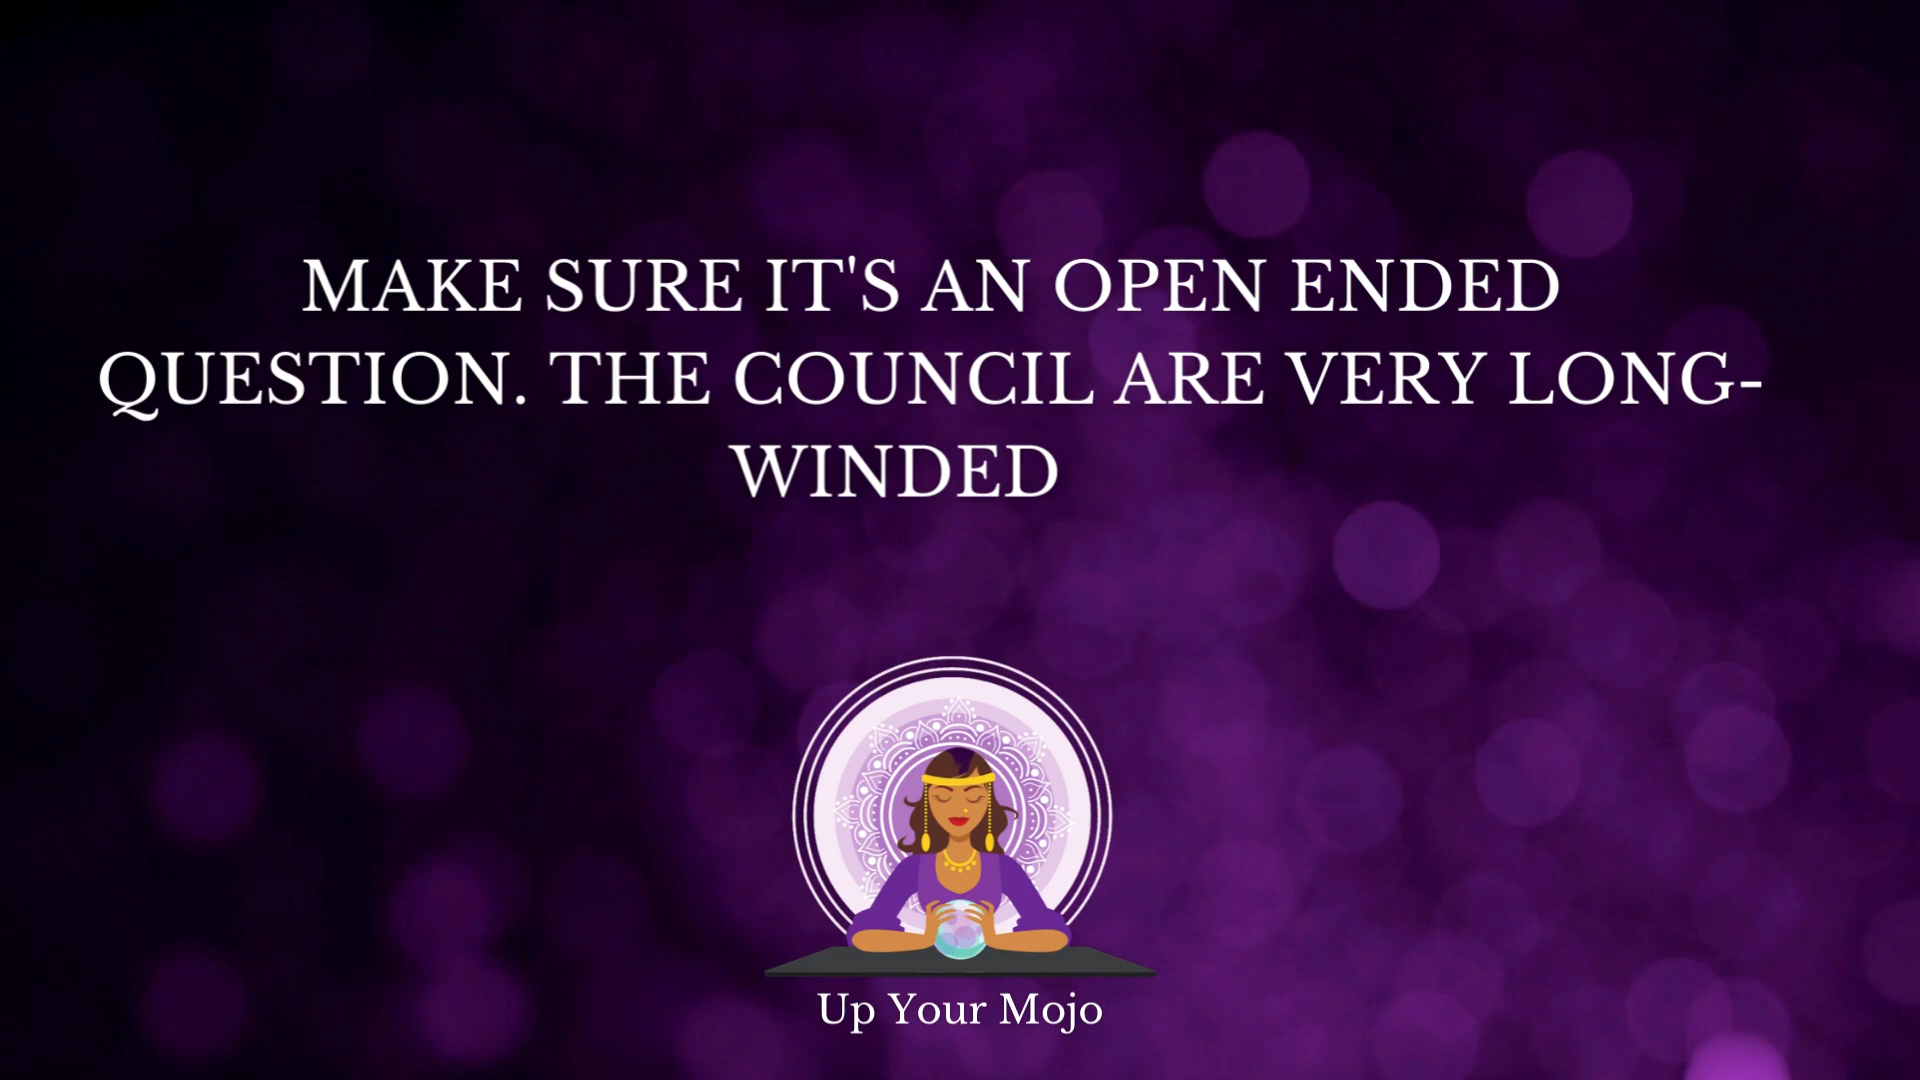 MAKE SURE IT'S AN OPEN ENDED
QUESTION. THE COUNCIL ARE VERY LONG-
WINDED
Up Your Mojo